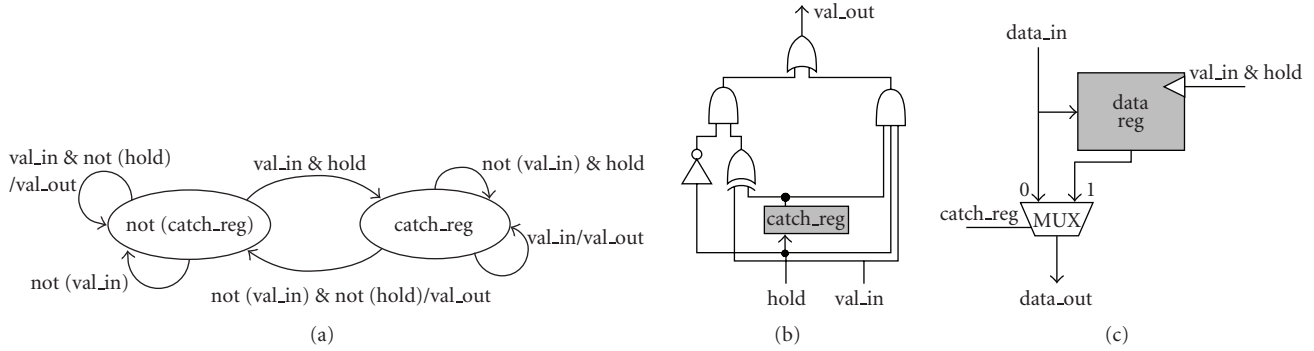 val_in & not (hold)
/val_out
val_in & hold
not (val_in) & hold
not (catch_reg)
catch_reg
val_in/val_out
not (val_in)
not (val_in) & not (hold)/val_out
(a)
val_out
catch_reg
hold
val_in
(b)
data_in
val_in & hold
data
reg
0
1
catch_reg
MUX
data_out
(c)